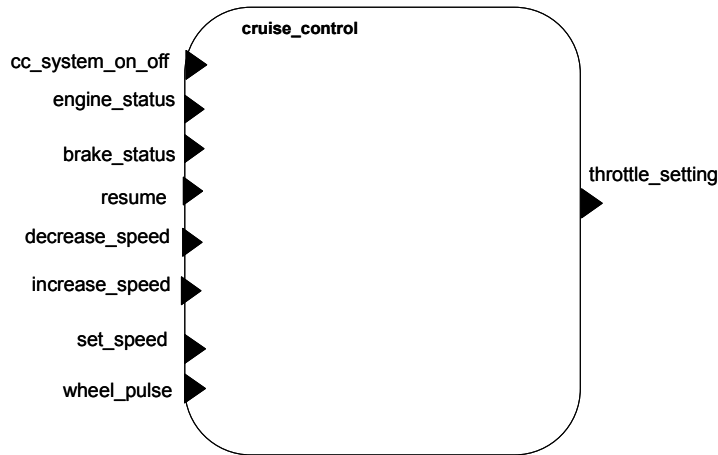 cruise_control
cc_system_on_off
engine_status
brake_status
resume
decrease_speed
increase_speed
set_speed
wheel_pulse
throttle_setting